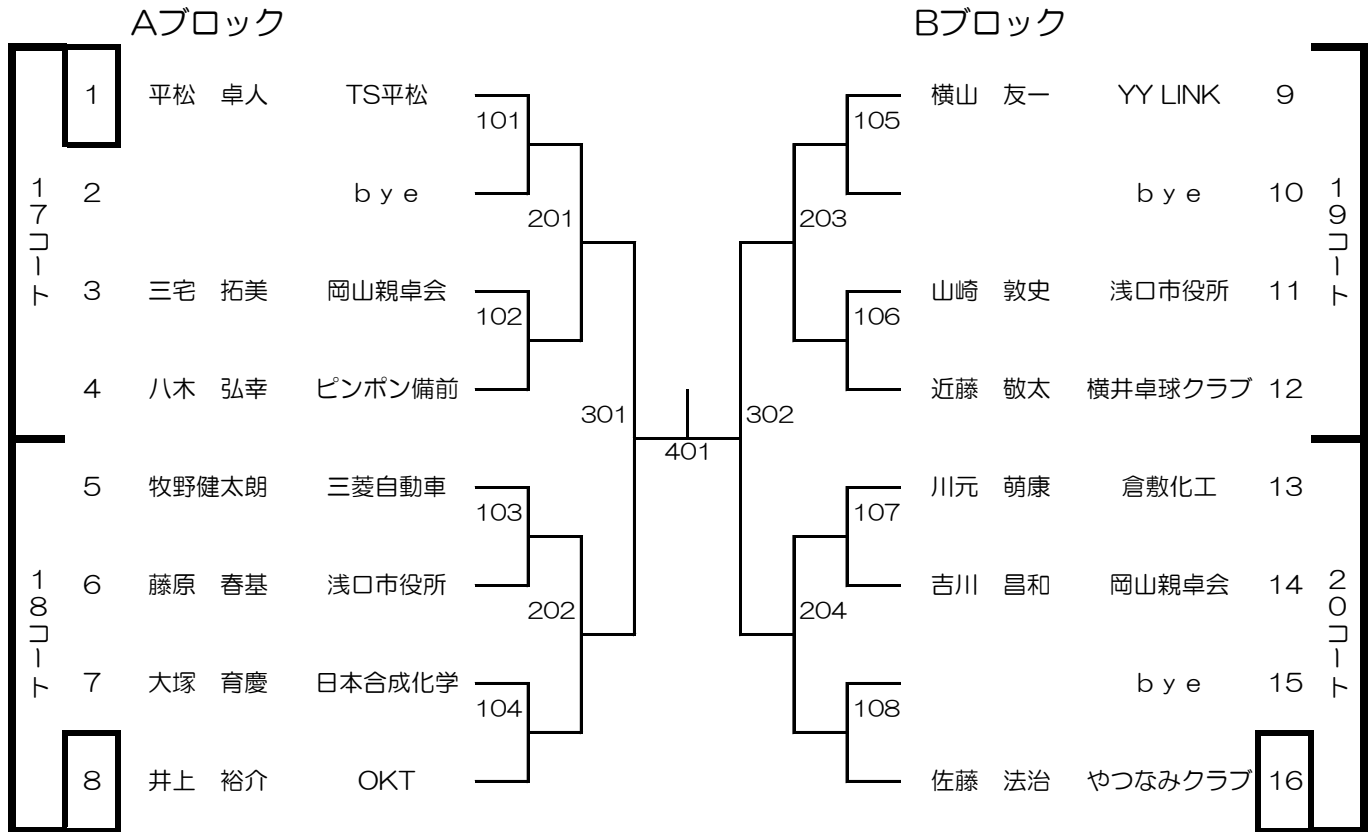 Aブロック
Bブロック
17コート
1 平松 卓人 TS平松
101
2 bye
201
3 三宅 拓美 岡山親卓会
102
4 八木 弘幸 ピンポン備前
301
18コート
5 牧野健太朗 三菱自動車
103
6 藤原 春基 浅口市役所
202
7 大塚 育慶 日本合成化学
104
8 井上 裕介 OKT
401
横山 友一 YY LINK 9
105
bye 10
19コート
203
山崎 敦史 浅口市役所 11
106
近藤 敬太 横井卓球クラブ 12
302
川元 萌康 倉敷化工 13
107
吉川 昌和 岡山親卓会 14
20コート
204
bye 15
108
佐藤 法治 やつなみクラブ 16